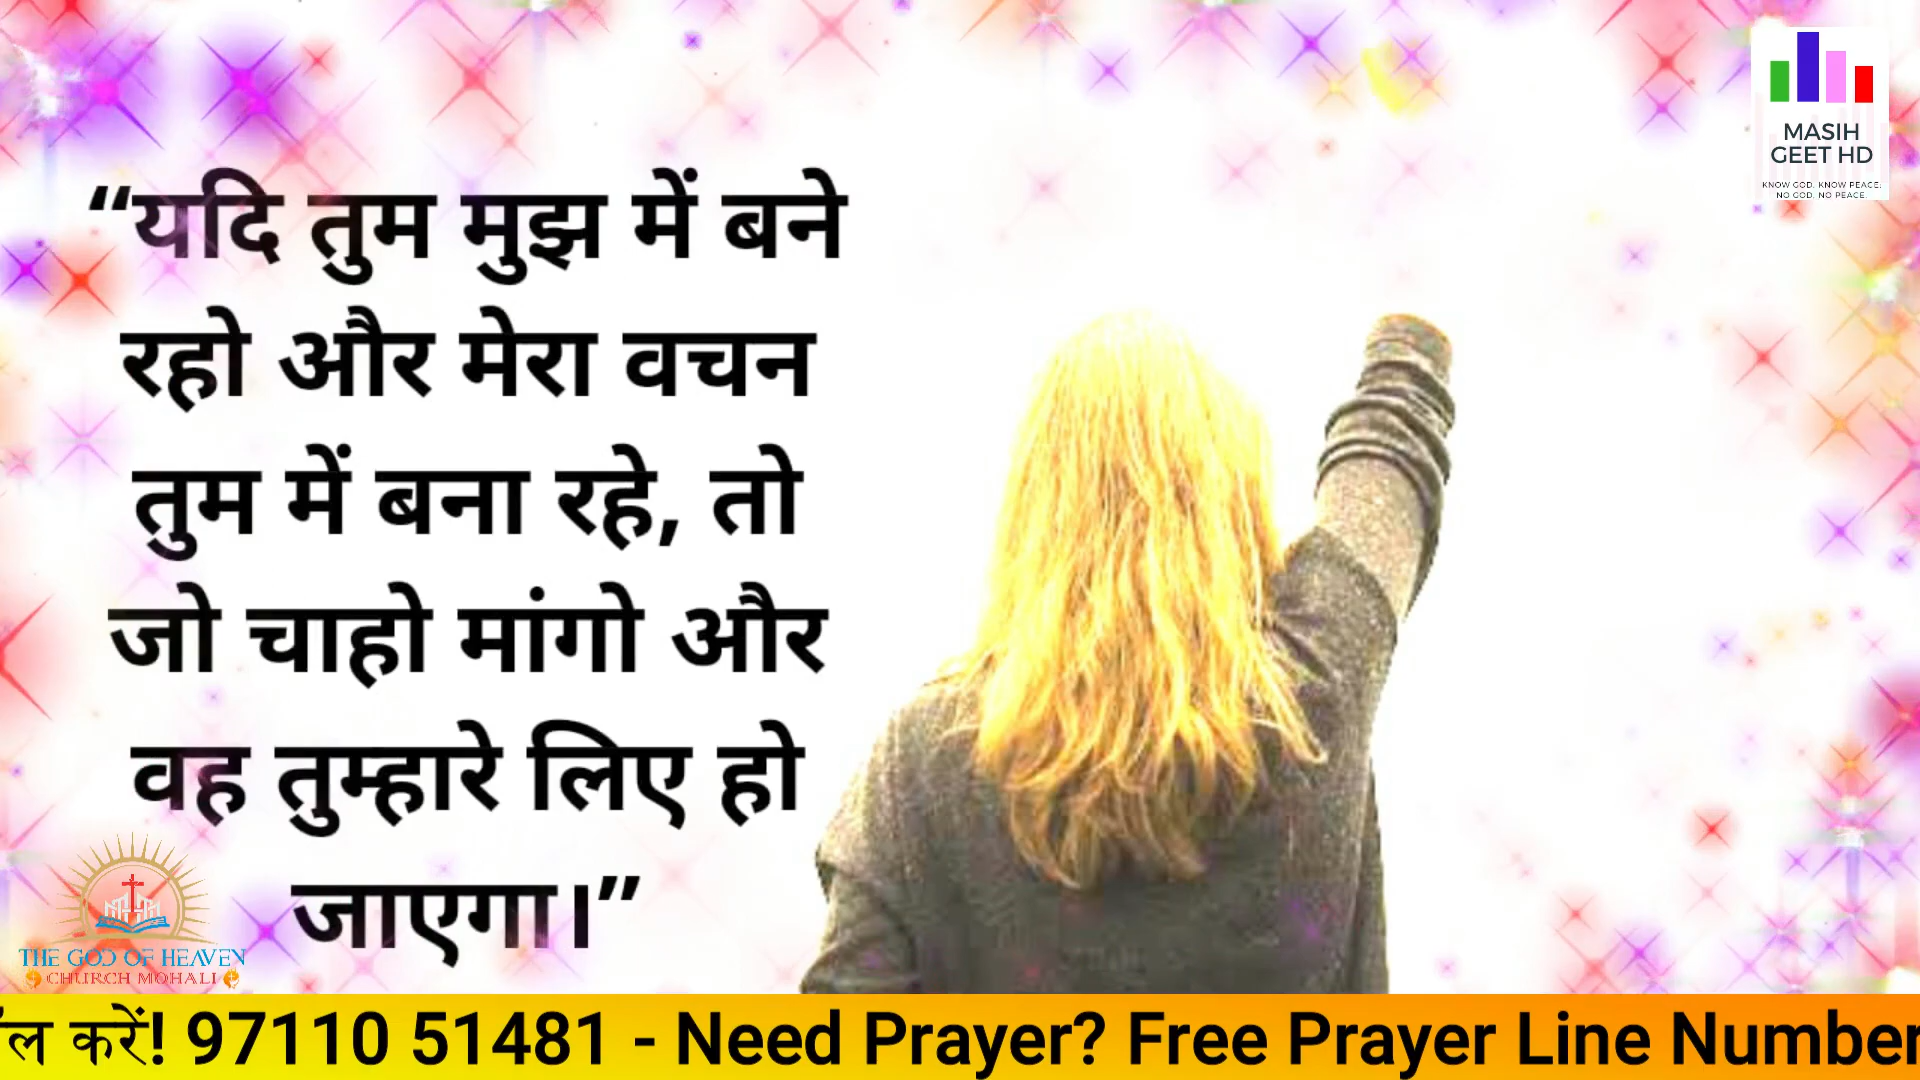 “यदि तुम मुझ में बने
रहो और मेरा वचन
तुम में बना रहे, तो
जो चाहो मांगो और
वह तुम्हारे लिए हो
जाएगा।”
MASIH
GEET HD
KNOW GOD, KNOW PEACE;
NO GOD, NO PEACE.
THE GOD OF HEAVEN
CHURCH MOHALI
करें! 97110 51481 - Need Prayer? Free Prayer Line Number